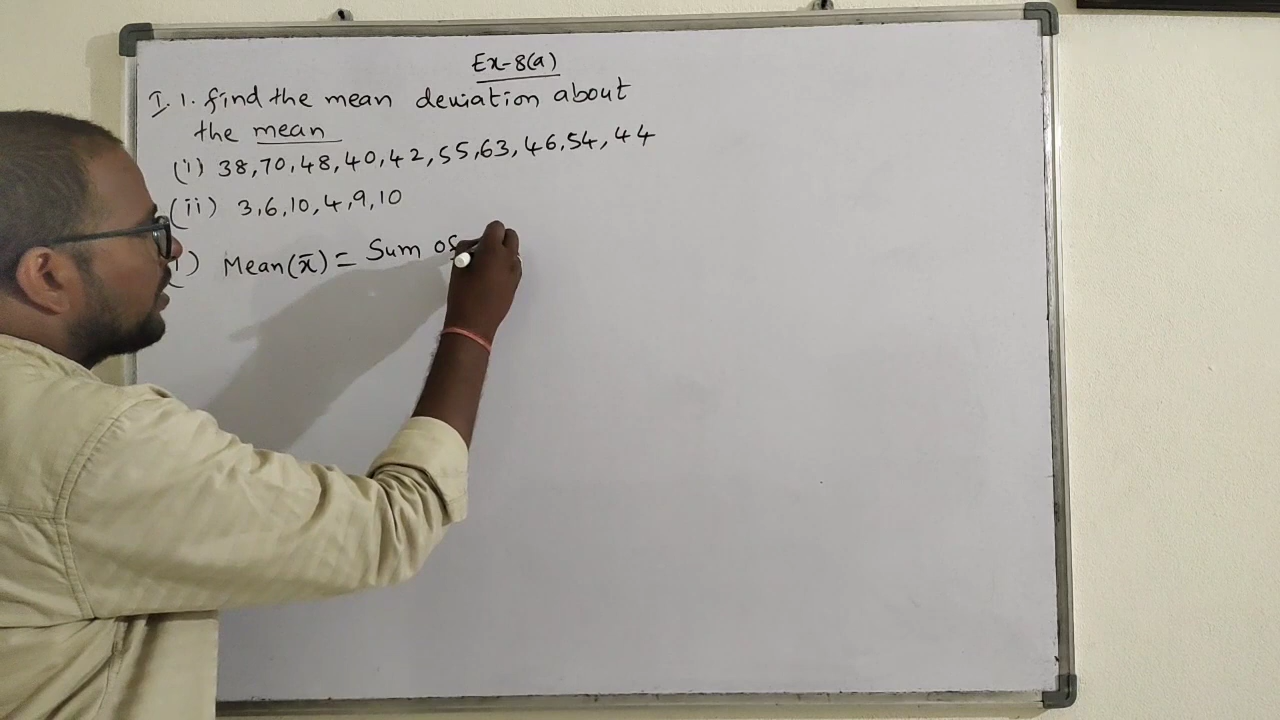 Ex-8(a)
I. 1. find the mean deviation about
the mean
(i) 38,70,48,40,42,55,63,46,54,44
(ii) 3,6,10,4,9,10
i) Mean(x̄) = Sum of